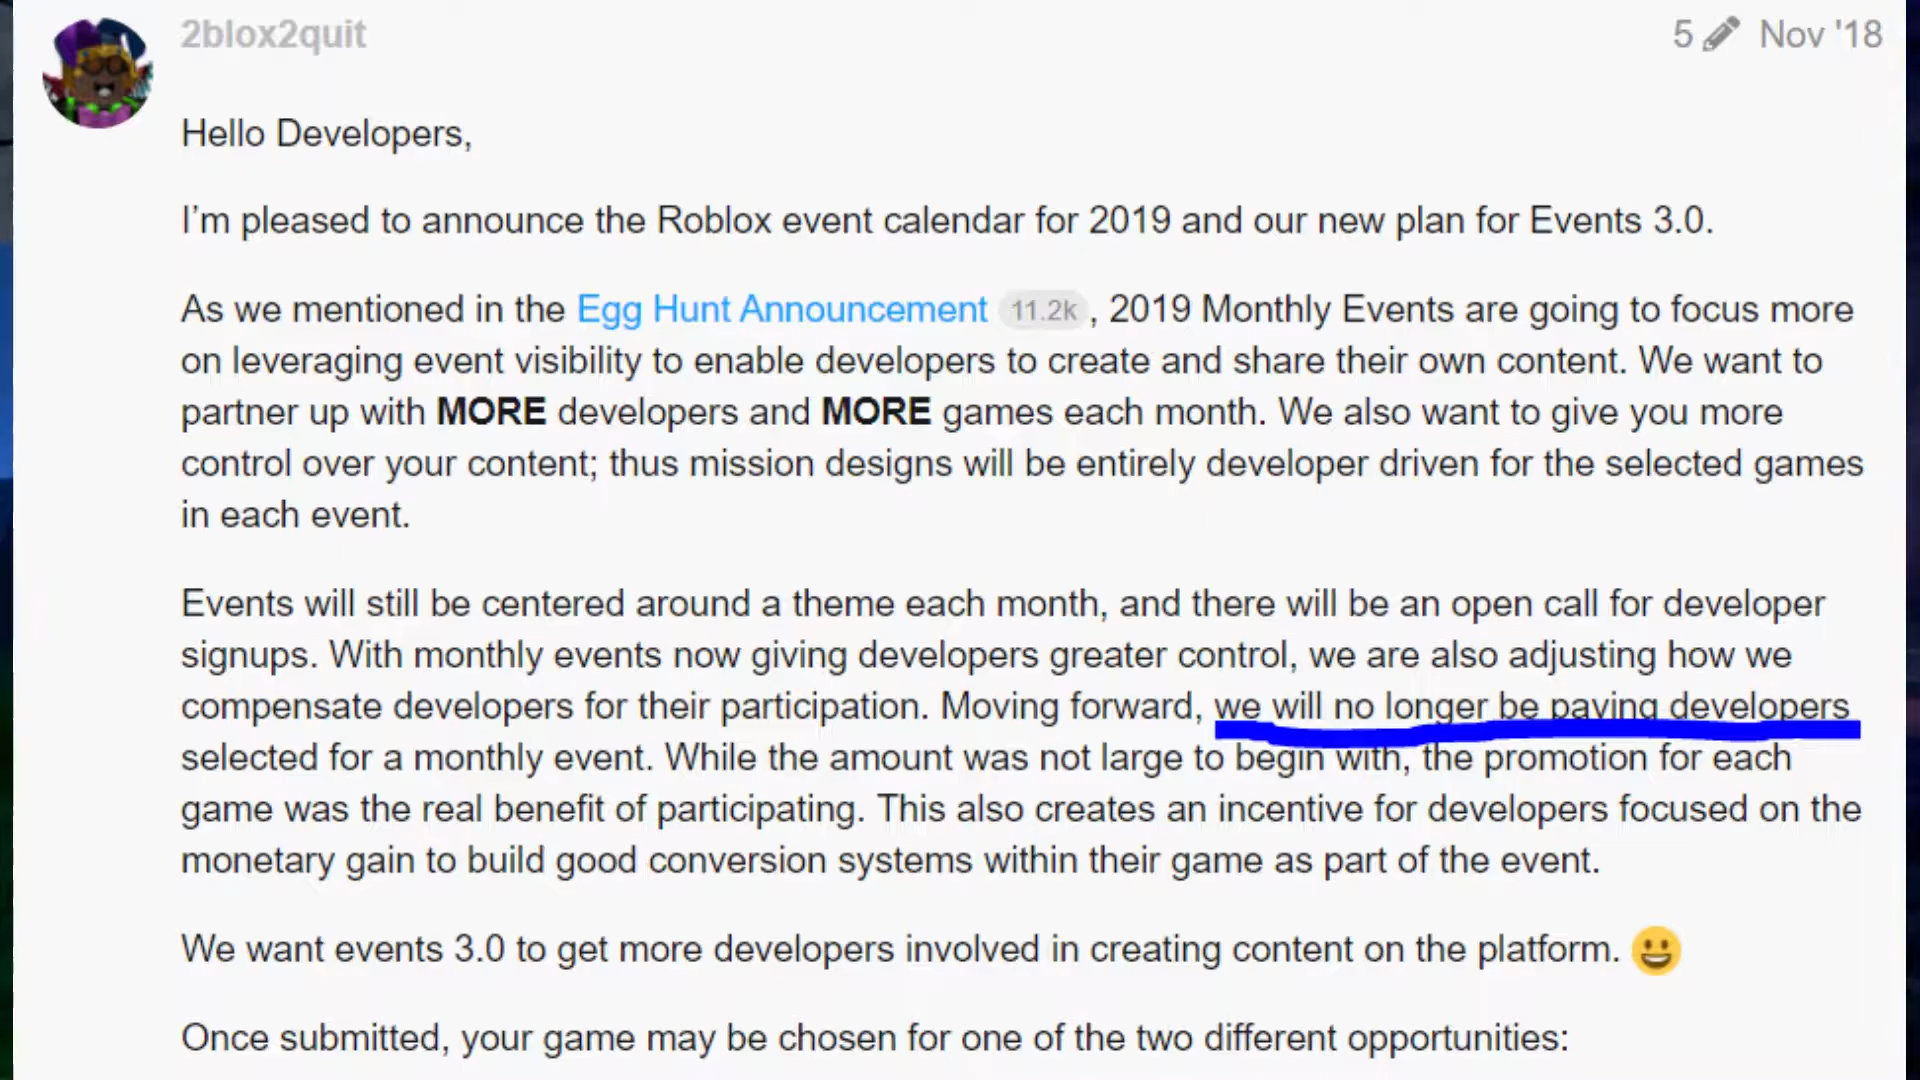 2blox2quit
5 Nov '18
Hello Developers,
I’m pleased to announce the Roblox event calendar for 2019 and our new plan for Events 3.0.
As we mentioned in the Egg Hunt Announcement 11.2k , 2019 Monthly Events are going to focus more
on leveraging event visibility to enable developers to create and share their own content. We want to
partner up with MORE developers and MORE games each month. We also want to give you more
control over your content; thus mission designs will be entirely developer driven for the selected games
in each event.
Events will still be centered around a theme each month, and there will be an open call for developer
signups. With monthly events now giving developers greater control, we are also adjusting how we
compensate developers for their participation. Moving forward, we will no longer be paying developers
selected for a monthly event. While the amount was not large to begin with, the promotion for each
game was the real benefit of participating. This also creates an incentive for developers focused on the
monetary gain to build good conversion systems within their game as part of the event.
We want events 3.0 to get more developers involved in creating content on the platform. 😀
Once submitted, your game may be chosen for one of the two different opportunities: